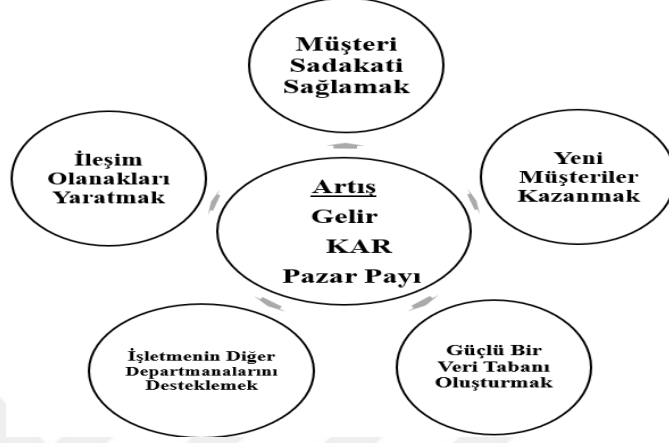 Müşteri
Sadakati
Sağlamak
İleşim
Olanakları
Yaratmak
Yeni
Müşteriler
Kazanmak
Artış
Gelir
KAR
Pazar Payı
İşletmenin Diğer
Departmanalarını
Desteklemek
Güçlü Bir
Veri Tabanı
Oluşturmak